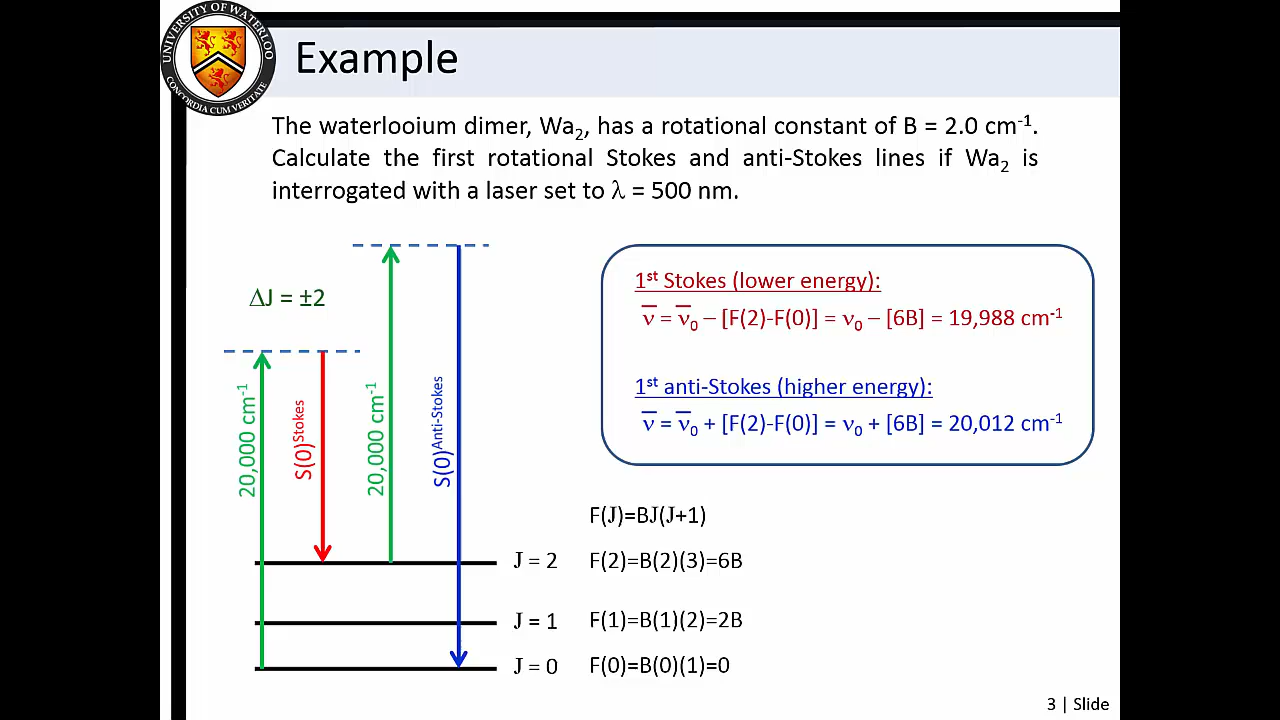 UNIVERSITY OF WATERLOO
CONCORDIA CUM VERITATE
Example
The waterlooium dimer, Wa₂, has a rotational constant of B = 2.0 cm⁻¹.
Calculate the first rotational Stokes and anti-Stokes lines if Wa₂ is
interrogated with a laser set to λ = 500 nm.
ΔJ = ±2
20,000 cm⁻¹
S(0)^Stokes
20,000 cm⁻¹
S(0)^Anti-Stokes
1ˢᵗ Stokes (lower energy):
ν̅ = ν̅₀ – [F(2)-F(0)] = ν₀ – [6B] = 19,988 cm⁻¹
1ˢᵗ anti-Stokes (higher energy):
ν̅ = ν̅₀ + [F(2)-F(0)] = ν₀ + [6B] = 20,012 cm⁻¹
F(J)=BJ(J+1)
J = 2 F(2)=B(2)(3)=6B
J = 1 F(1)=B(1)(2)=2B
J = 0 F(0)=B(0)(1)=0
3 | Slide